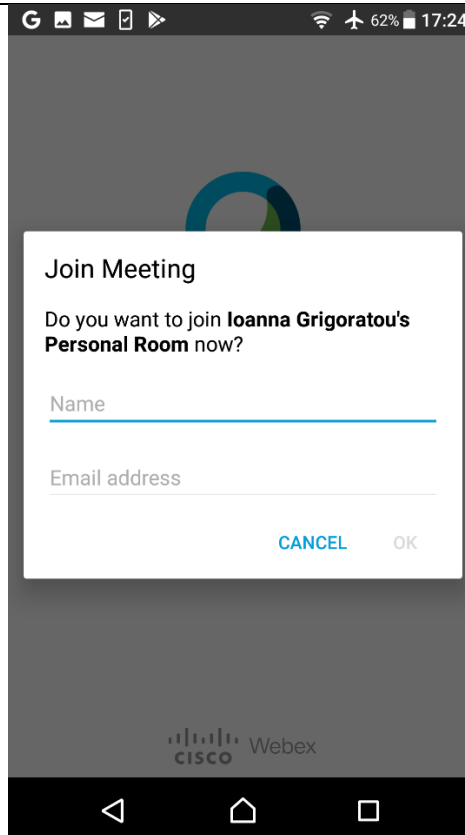 G 62% 17:24
Join Meeting
Do you want to join Ioanna Grigoratou's
Personal Room now?
Name
Email address
CANCEL OK
CISCO Webex